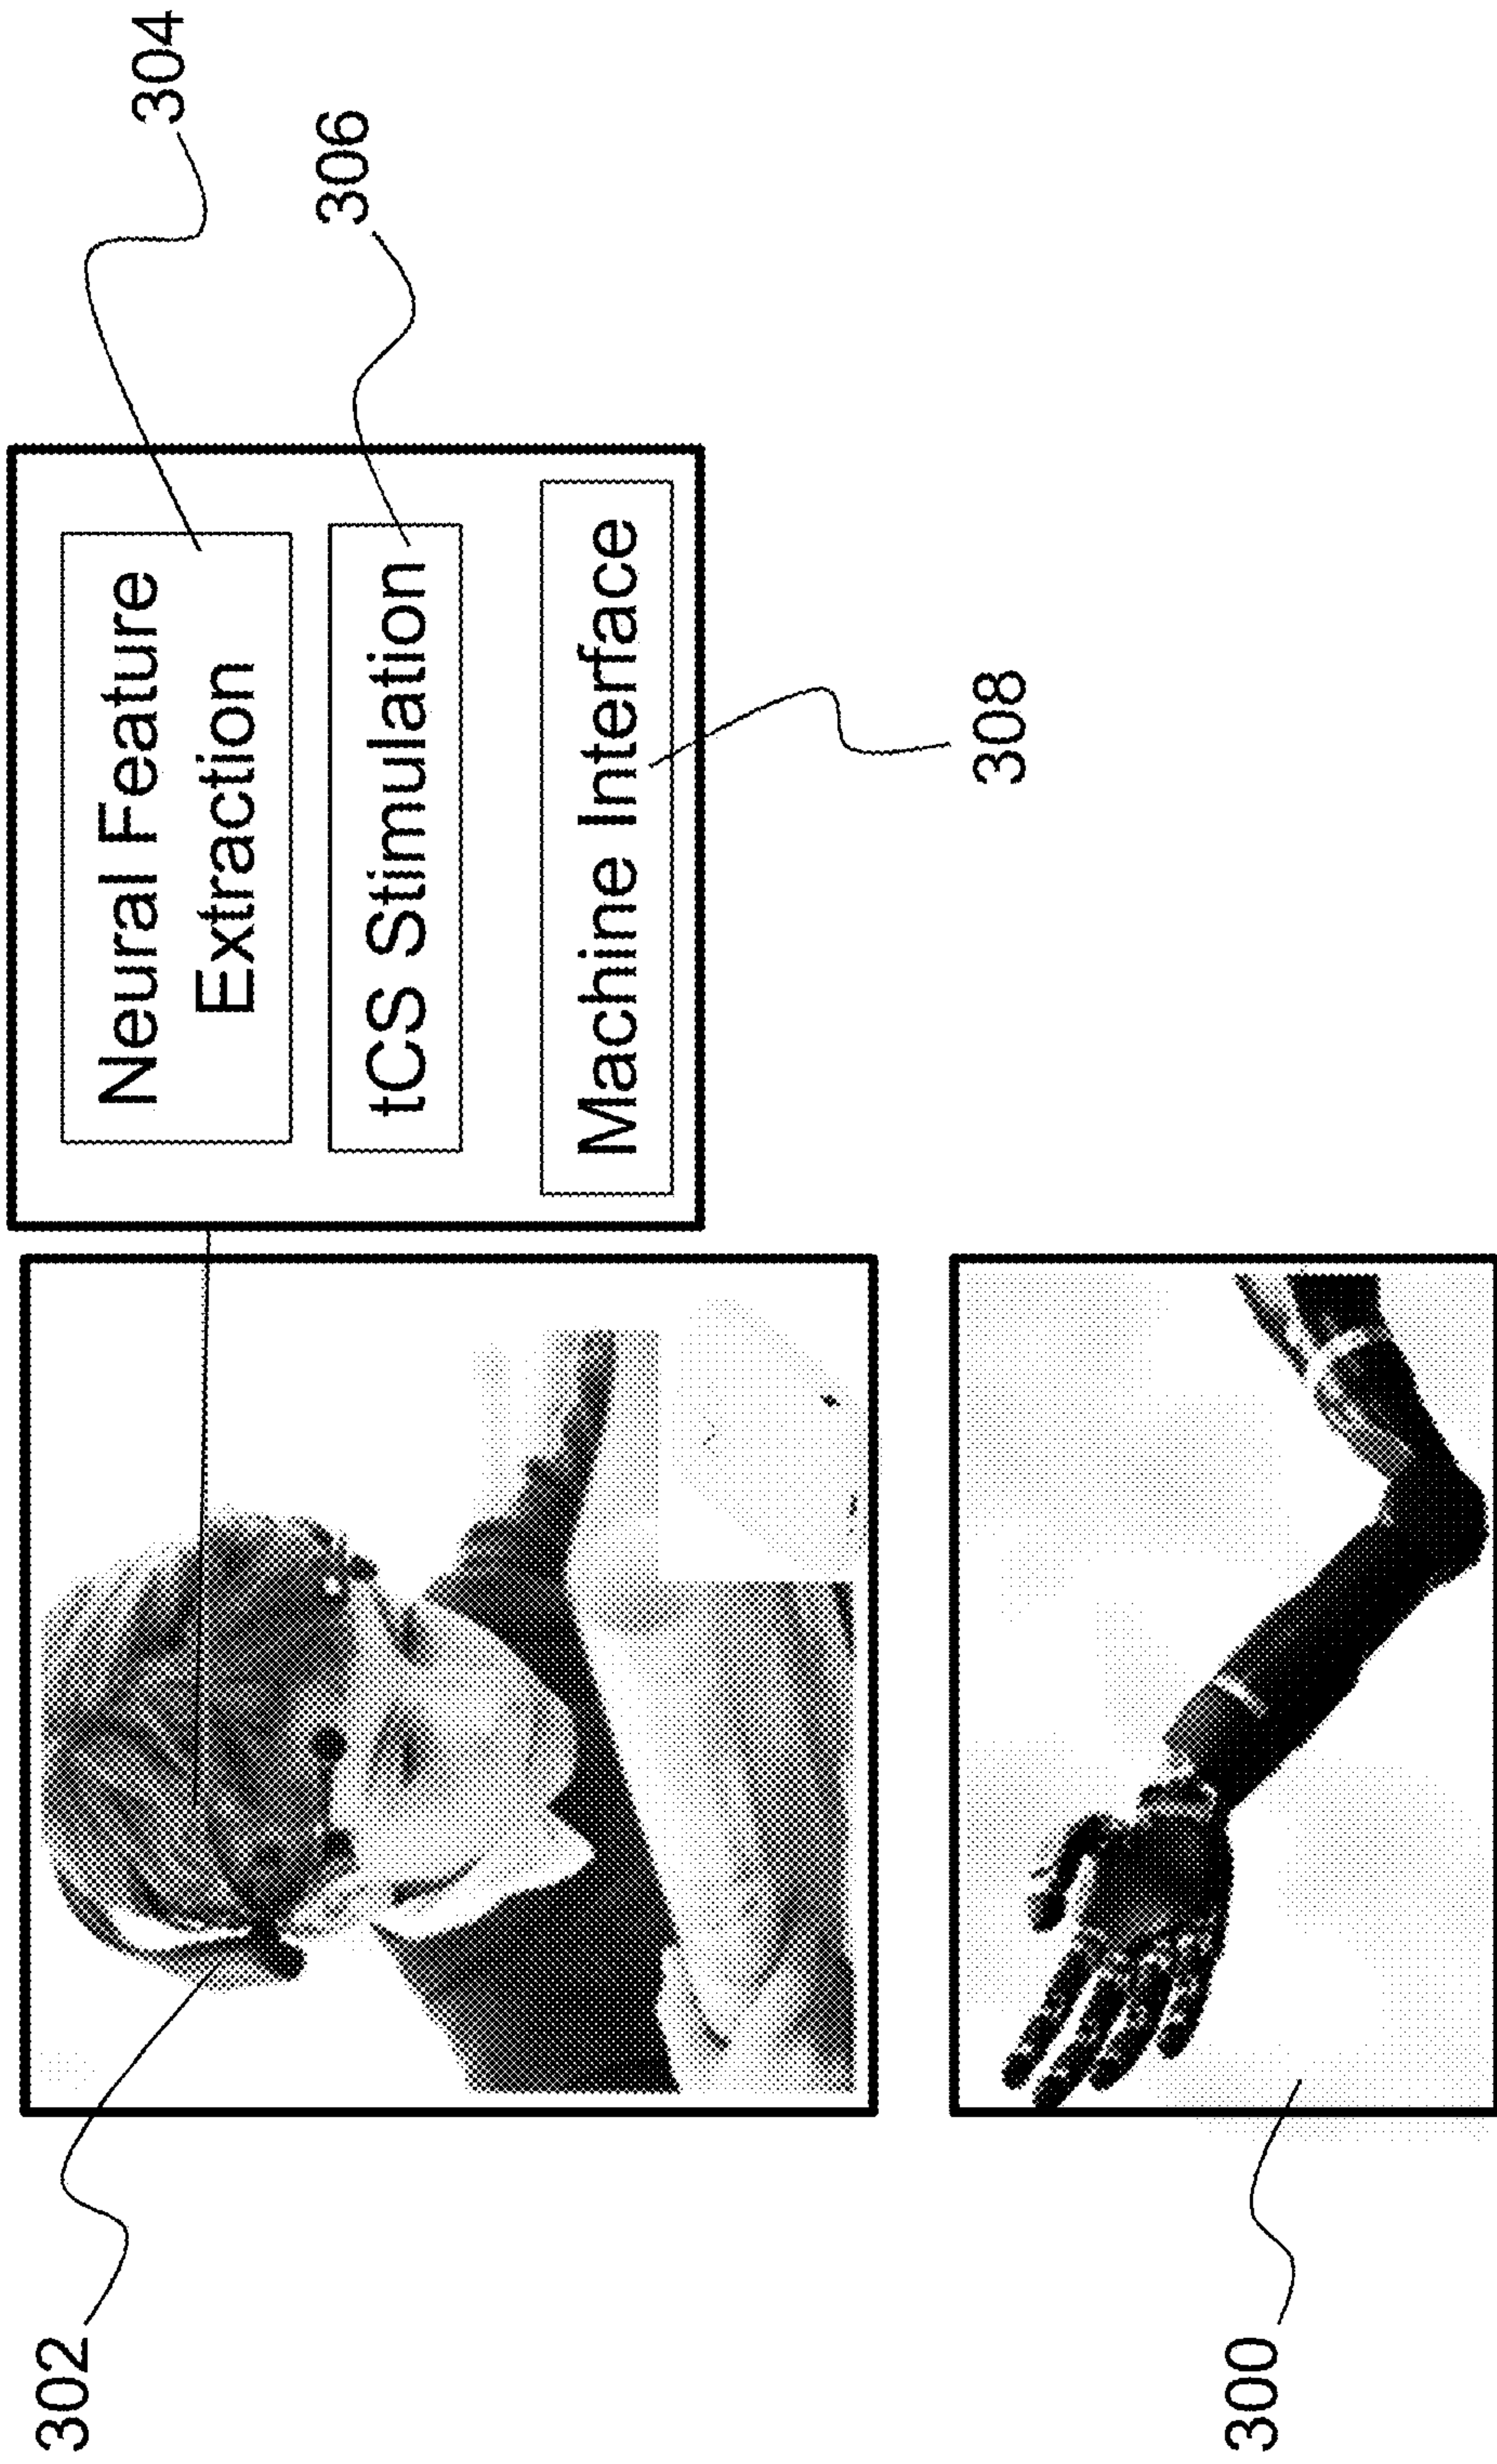 302
304
Neural Feature
Extraction
306
tCS Stimulation
Machine Interface
308
300